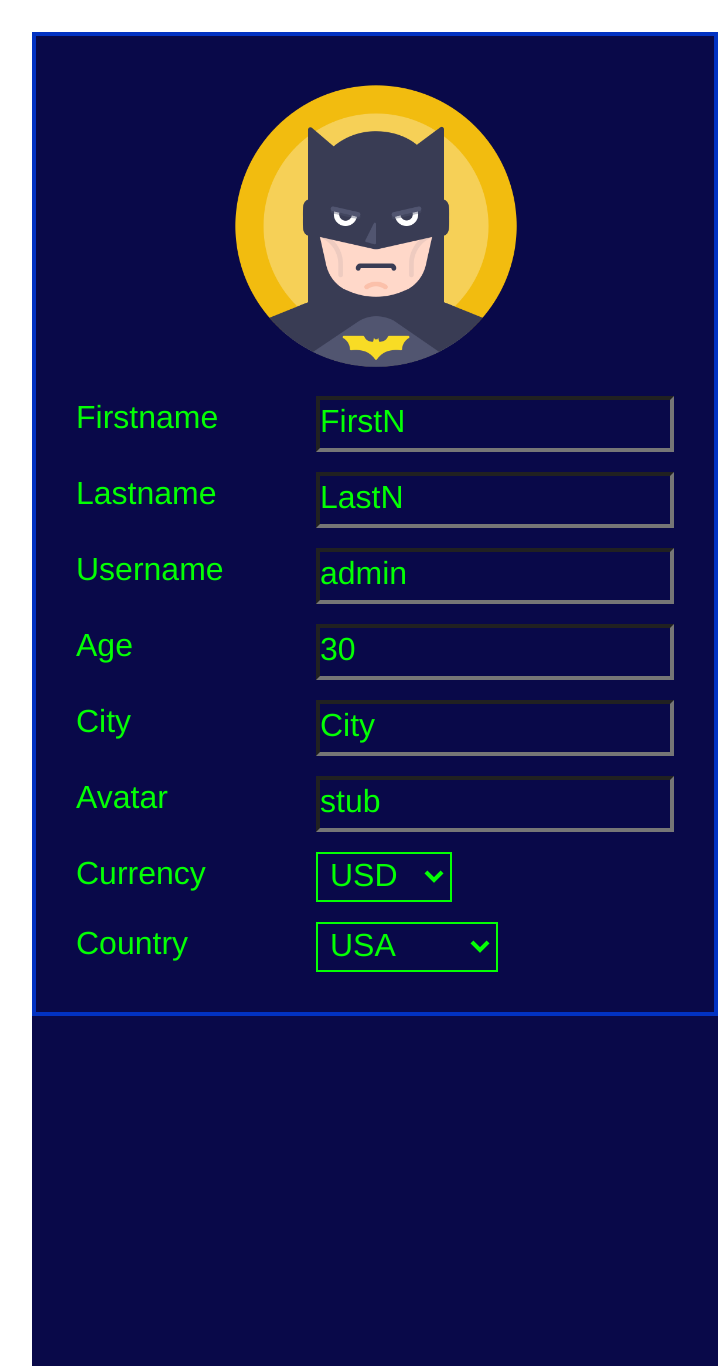 Firstname FirstN
Lastname LastN
Username admin
Age 30
City City
Avatar stub
Currency USD
Country USA